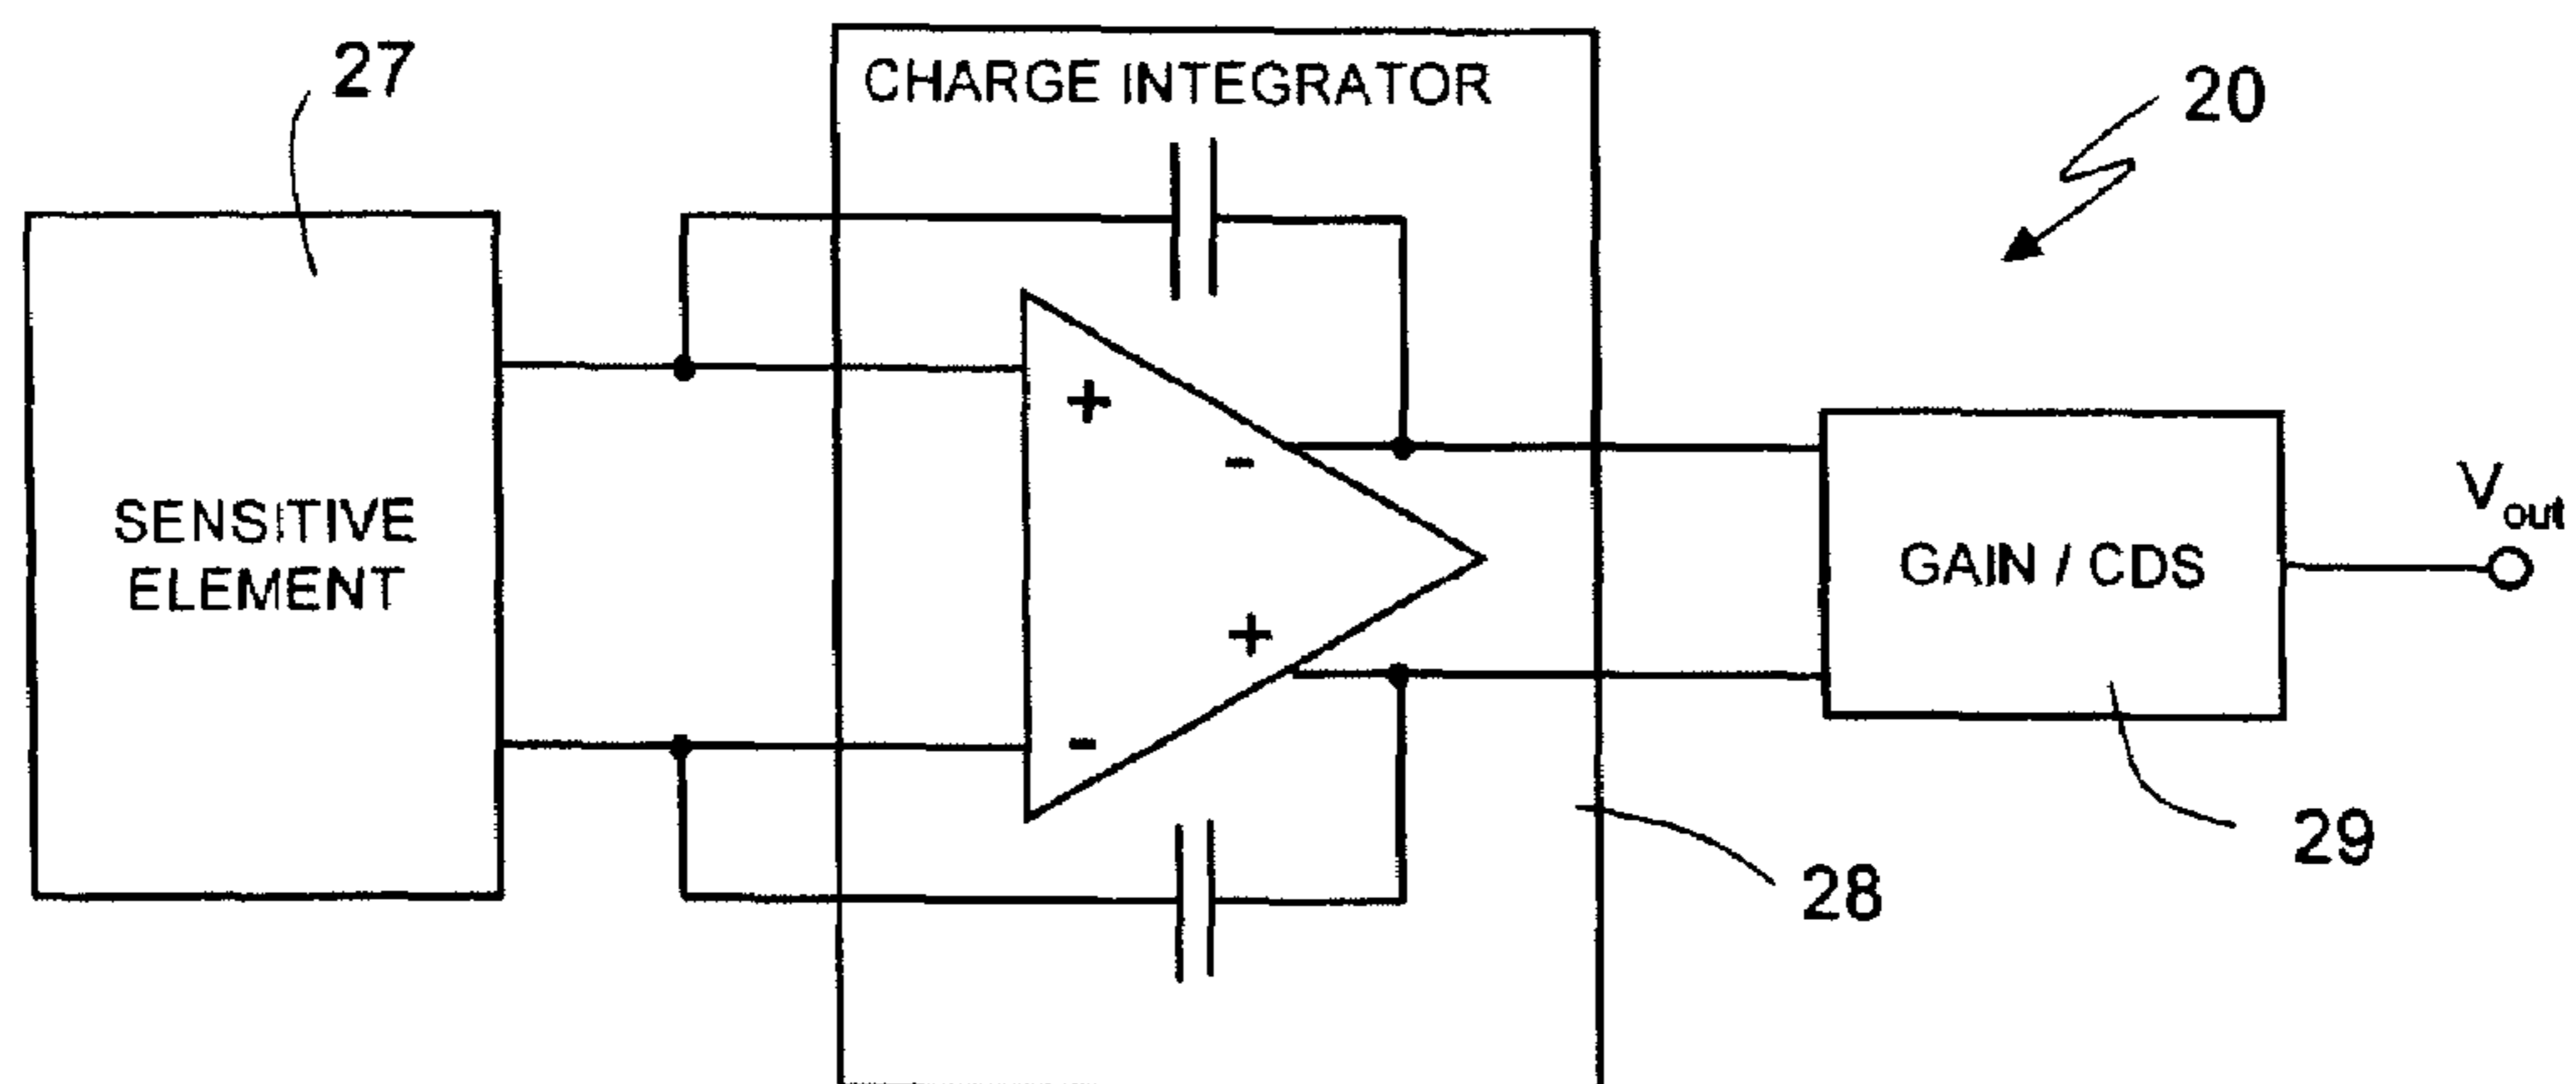 27
CHARGE INTEGRATOR
20
+
-
SENSITIVE
ELEMENT
GAIN / CDS
Vout
+
-
28
29